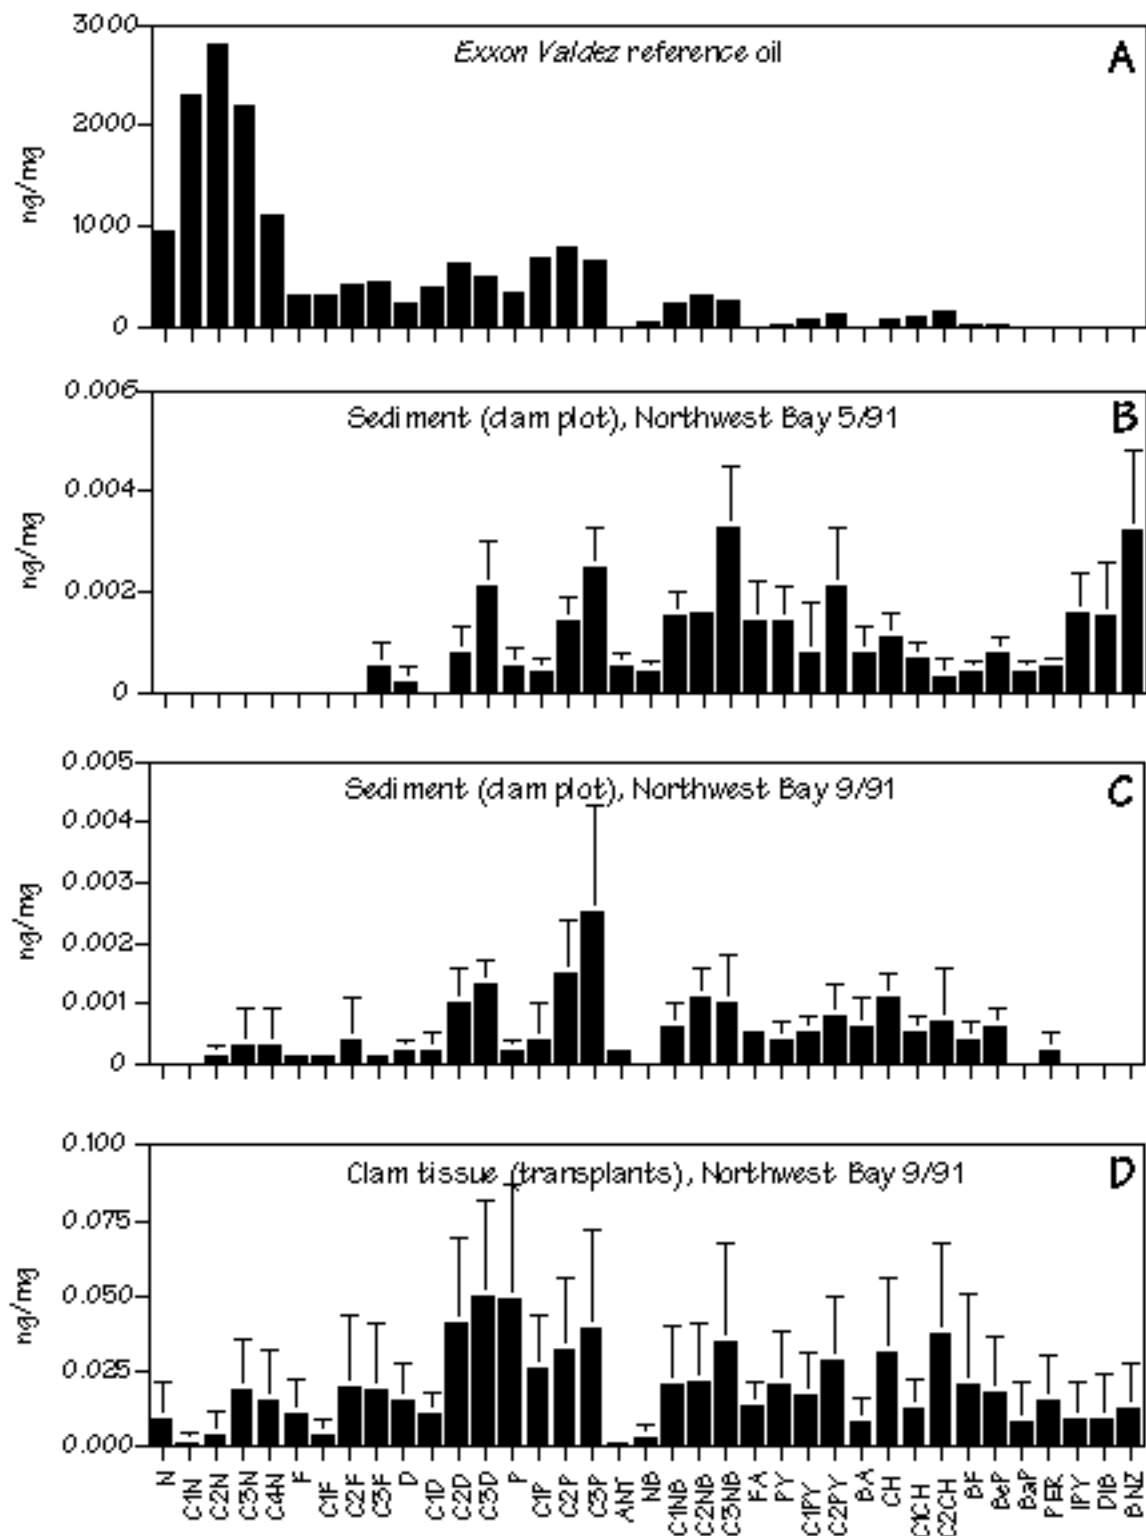 3000
Exxon Valdez reference oil
A
2000
ng/mg
1000
0
0.006
Sediment (clam plot), Northwest Bay 5/91
B
0.004
ng/mg
0.002
0
0.005
Sediment (clam plot), Northwest Bay 9/91
C
0.004
0.003
ng/mg
0.002
0.001
0
0.100
Clam tissue (transplants), Northwest Bay 9/91
D
0.075
0.050
ng/mg
0.025
0.000
N
C1N
C2N
C3N
C4N
F
C1F
C2F
C3F
D
C1D
C2D
C3D
P
C1P
C2P
C3P
ANT
NB
C1NB
C2NB
C3NB
FA
PY
C1PY
C2PY
BA
CH
C1CH
C2CH
BF
BeP
BaP
PER
IPY
DIB
BNZ